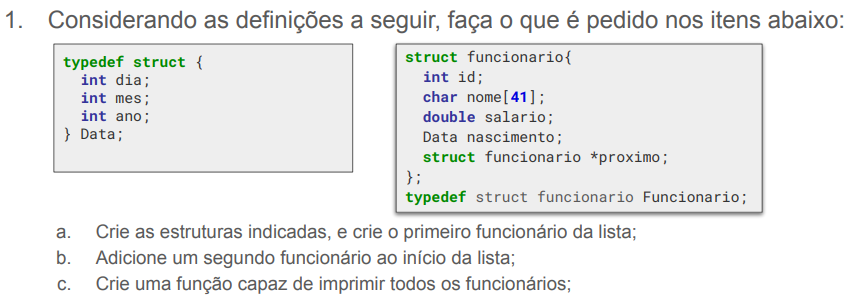 1. Considerando as definições a seguir, faça o que é pedido nos itens abaixo:
typedef struct {
int dia;
int mes;
int ano;
} Data;
struct funcionario{
int id;
char nome[41];
double salario;
Data nascimento;
struct funcionario *proximo;
};
typedef struct funcionario Funcionario;
a. Crie as estruturas indicadas, e crie o primeiro funcionário da lista;
b. Adicione um segundo funcionário ao início da lista;
c. Crie uma função capaz de imprimir todos os funcionários;